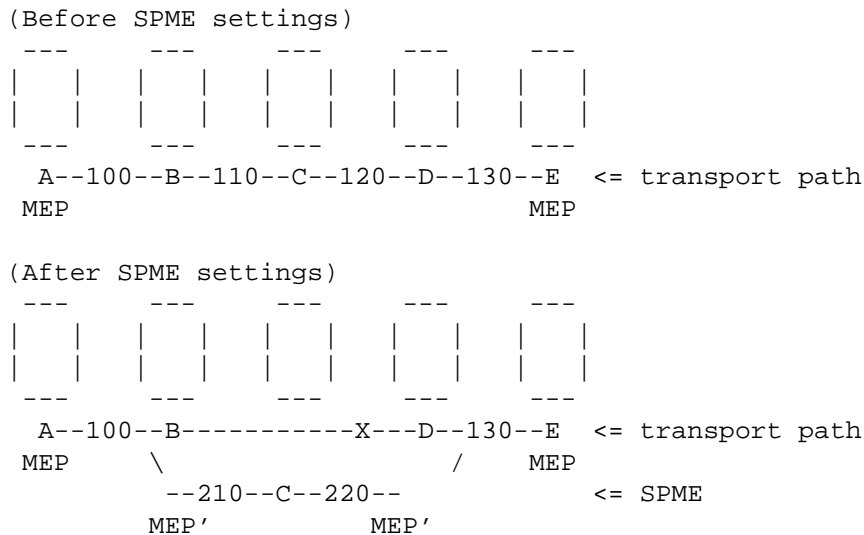 (Before SPME settings)
 ---     ---     ---     ---     ---
|   |   |   |   |   |   |   |   |   |
|   |   |   |   |   |   |   |   |   |
 ---     ---     ---     ---     ---
  A--100--B--110--C--120--D--130--E  <= transport path
 MEP                             MEP

(After SPME settings)
 ---     ---     ---     ---     ---
|   |   |   |   |   |   |   |   |   |
|   |   |   |   |   |   |   |   |   |
 ---     ---     ---     ---     ---
  A--100--B-----------X---D--130--E  <= transport path
 MEP     \                  /    MEP
          --210--C--220--            <= SPME
         MEP'          MEP'